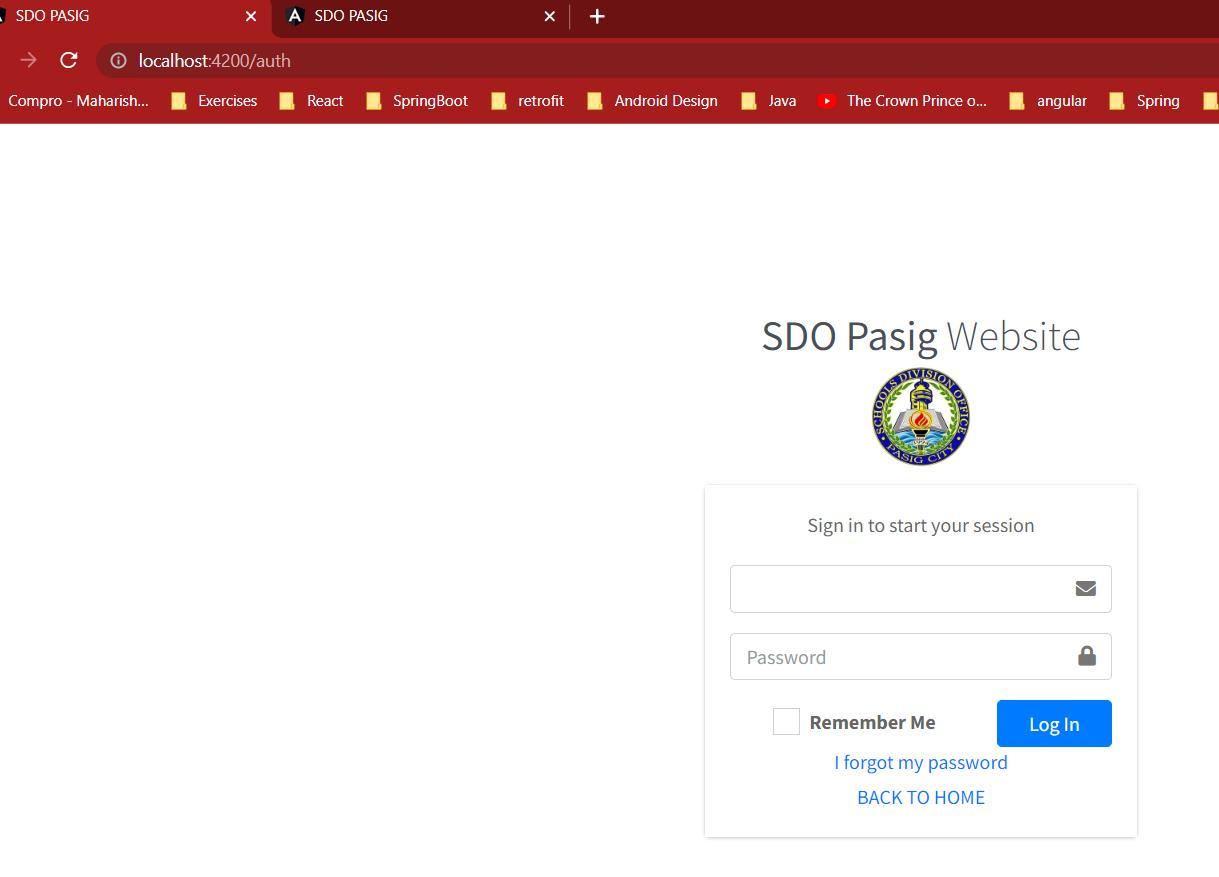 SDO PASIG
SDO PASIG
localhost:4200/auth
Compro - Maharish... Exercises React SpringBoot retrofit Android Design Java The Crown Prince o... angular Spring
SDO Pasig Website
SCHOOLS DIVISION OFFICE
PASIG CITY
Sign in to start your session
Password
Remember Me
Log In
I forgot my password
BACK TO HOME